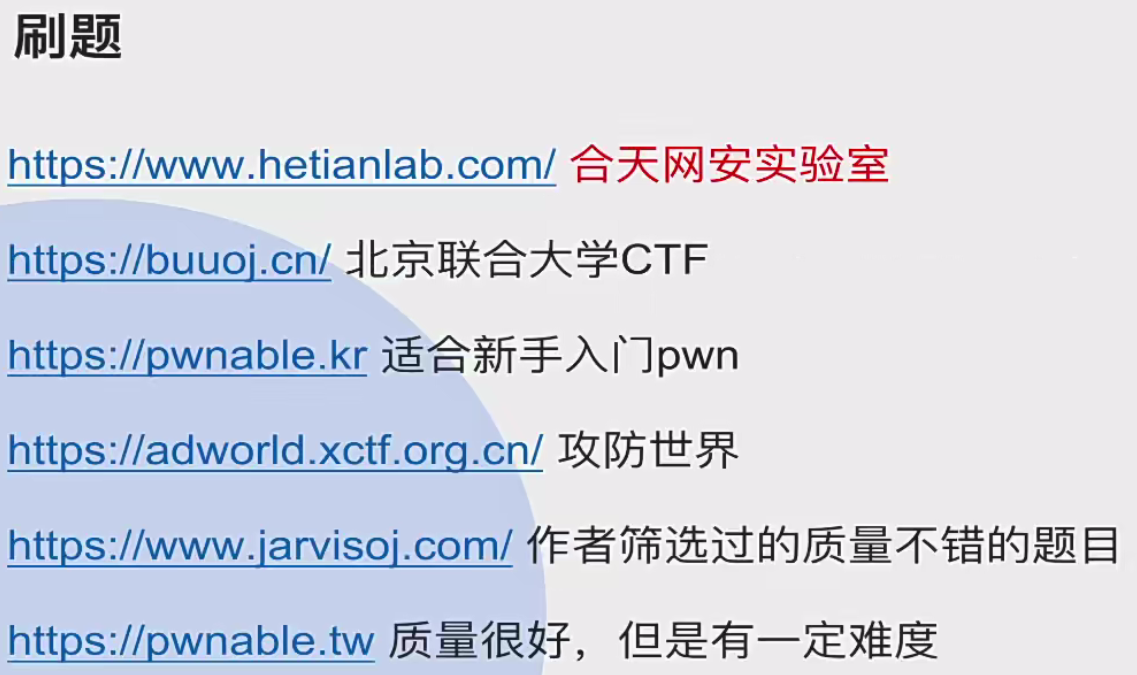 刷题
https://www.hetianlab.com/ 合天网安实验室
https://buuoj.cn/ 北京联合大学CTF
https://pwnable.kr 适合新手入门pwn
https://adworld.xctf.org.cn/ 攻防世界
https://www.jarvisoj.com/ 作者筛选过的质量不错的题目
https://pwnable.tw 质量很好，但是有一定难度